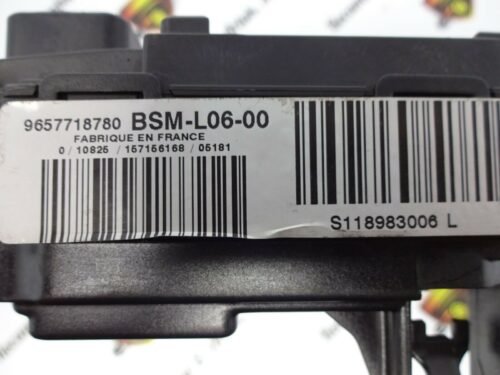 9657718780 BSM-L06-00
FABRIQUE EN FRANCE
0/10825/157156168/05181
S118983006 L